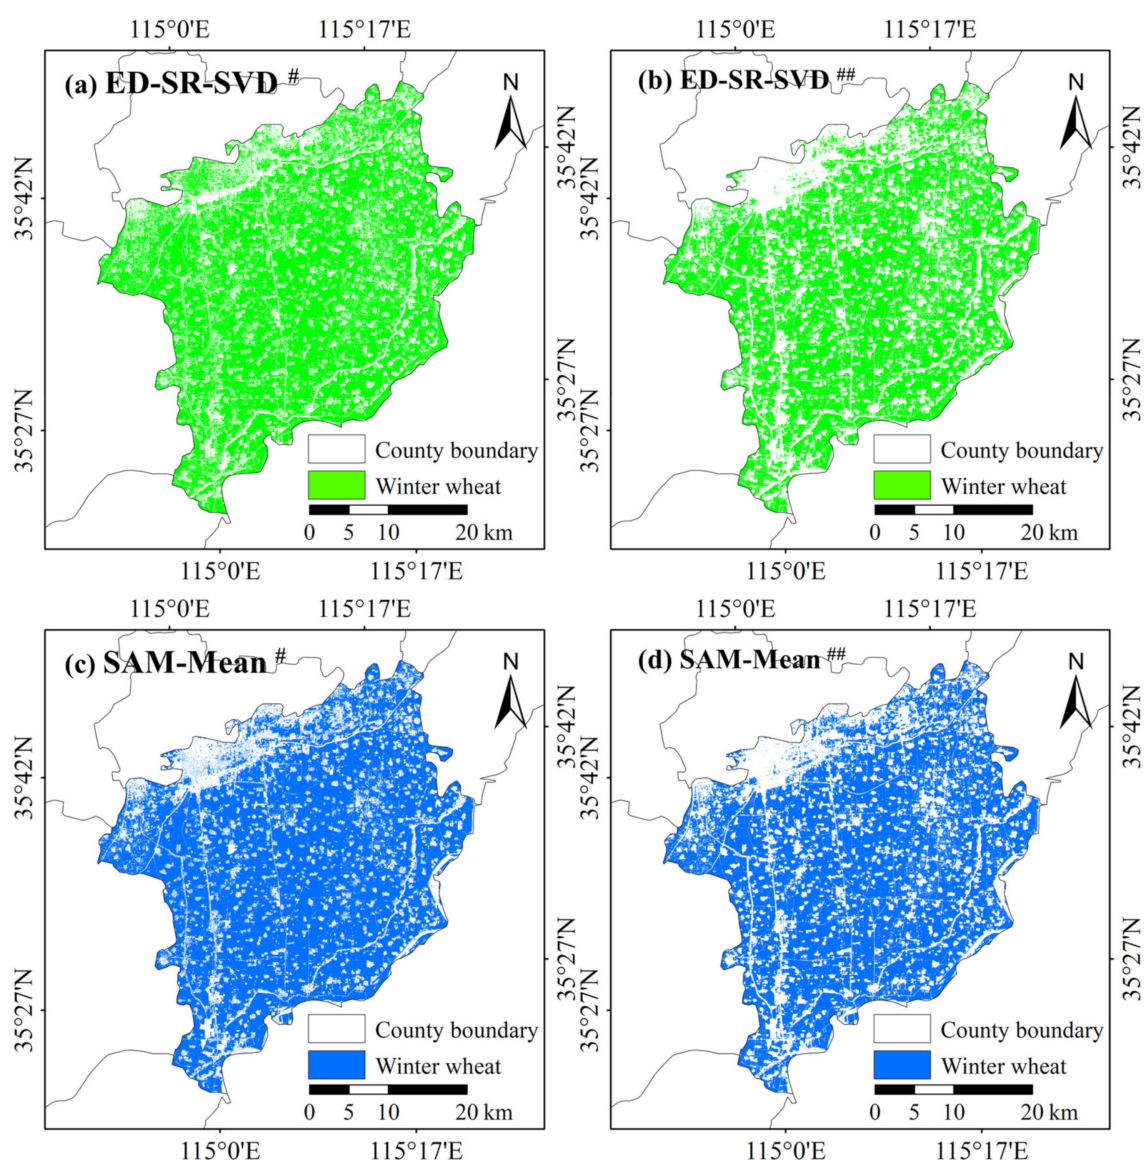 115°0'E 115°17'E 115°0'E 115°17'E
(a) ED-SR-SVD #
N
35°42'N
35°27'N
35°42'N
35°27'N
County boundary
Winter wheat
0 5 10 20 km
115°0'E 115°17'E
(b) ED-SR-SVD ##
N
35°42'N
35°27'N
35°42'N
35°27'N
County boundary
Winter wheat
0 5 10 20 km
115°0'E 115°17'E
115°0'E 115°17'E 115°0'E 115°17'E
(c) SAM-Mean #
N
35°42'N
35°27'N
35°42'N
35°27'N
County boundary
Winter wheat
0 5 10 20 km
115°0'E 115°17'E
(d) SAM-Mean ##
N
35°42'N
35°27'N
35°42'N
35°27'N
County boundary
Winter wheat
0 5 10 20 km
115°0'E 115°17'E